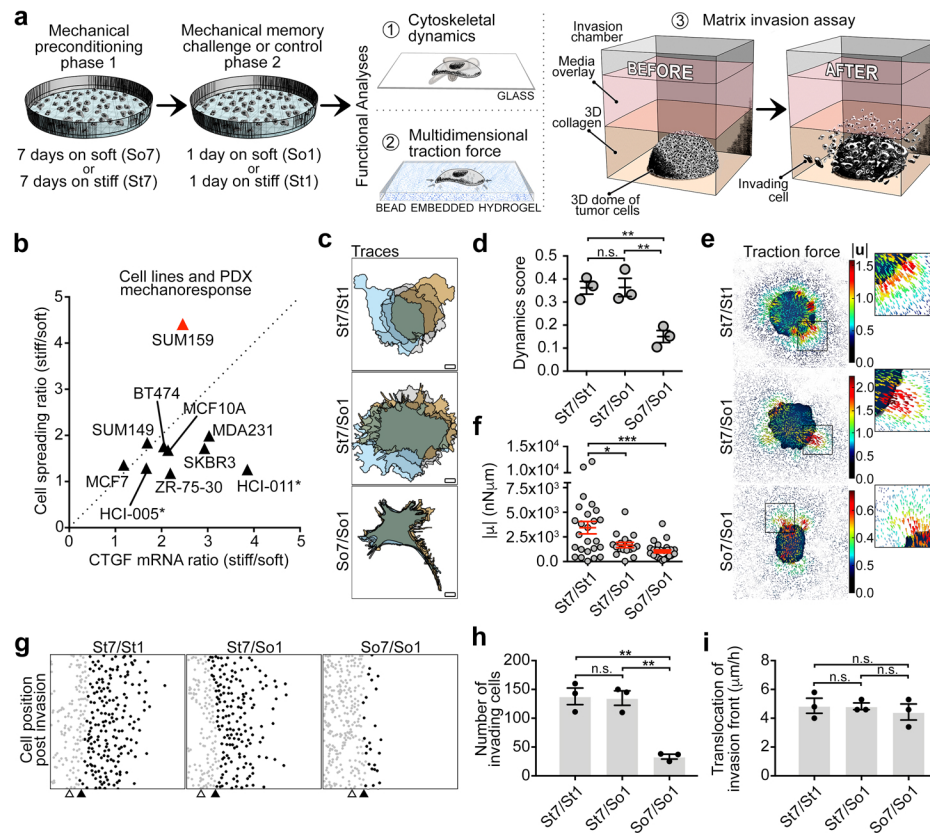 a
Mechanical
preconditioning
phase 1
Mechanical memory
challenge or control
phase 2
7 days on soft (So7)
or
7 days on stiff (St7)
1 day on soft (So1)
or
1 day on stiff (St1)
Functional Analyses
1
Cytoskeletal
dynamics
GLASS
2
Multidimensional
traction force
BEAD EMBEDDED HYDROGEL
3
Matrix invasion assay
Invasion
chamber
Media
overlay
3D
collagen
3D dome of
tumor cells
BEFORE
AFTER
Invading
cell
b
Cell lines and PDX
mechanoresponse
Cell spreading ratio (stiff/soft)
5
4
3
2
1
0
SUM159
BT474
MCF10A
SUM149
MDA231
SKBR3
MCF7
ZR-75-30
HCI-011*
HCI-005*
0 1 2 3 4 5
CTGF mRNA ratio (stiff/soft)
c
Traces
St7/St1
St7/So1
So7/So1
d
Dynamics score
0.5
0.4
0.3
0.2
0.1
0.0
**
n.s.
**
St7/St1
St7/So1
So7/So1
e
Traction force
|u|
St7/St1
1.5
1.0
0.5
0.0
St7/So1
2.0
1.5
1.0
0.5
0.0
So7/So1
2.0
1.5
1.0
0.5
0.0
f
|μ| (nNμm)
1.5×10⁴
1.0×10⁴
7.5×10³
5.0×10³
2.5×10³
0
***
*
St7/St1
St7/So1
So7/So1
g
Cell position
post invasion
St7/St1
St7/So1
So7/So1
h
Number of
invading cells
200
150
100
50
0
**
n.s.
**
St7/St1
St7/So1
So7/So1
i
Translocation of
invasion front (μm/h)
8
6
4
2
0
n.s.
n.s.
n.s.
St7/St1
St7/So1
So7/So1